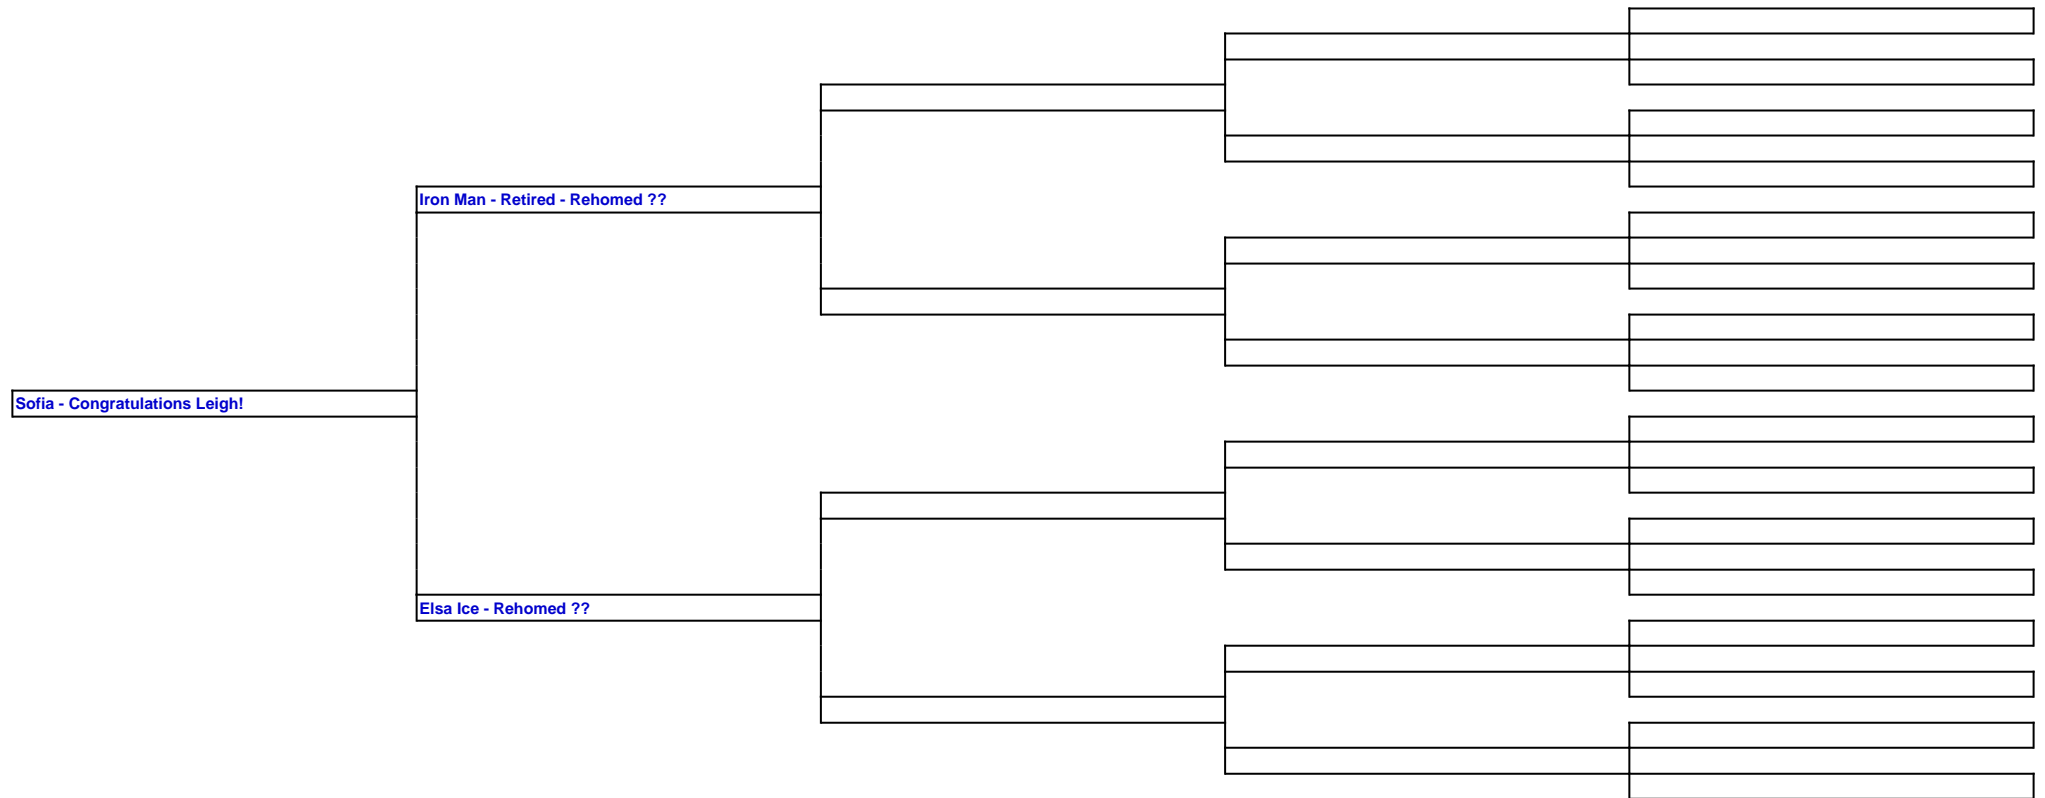 Iron Man - Retired - Rehomed ??
Sofia - Congratulations Leigh!
Elsa Ice - Rehomed ??